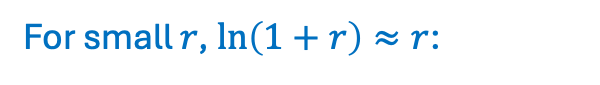 For small r, ln(1 + r) ≈ r: